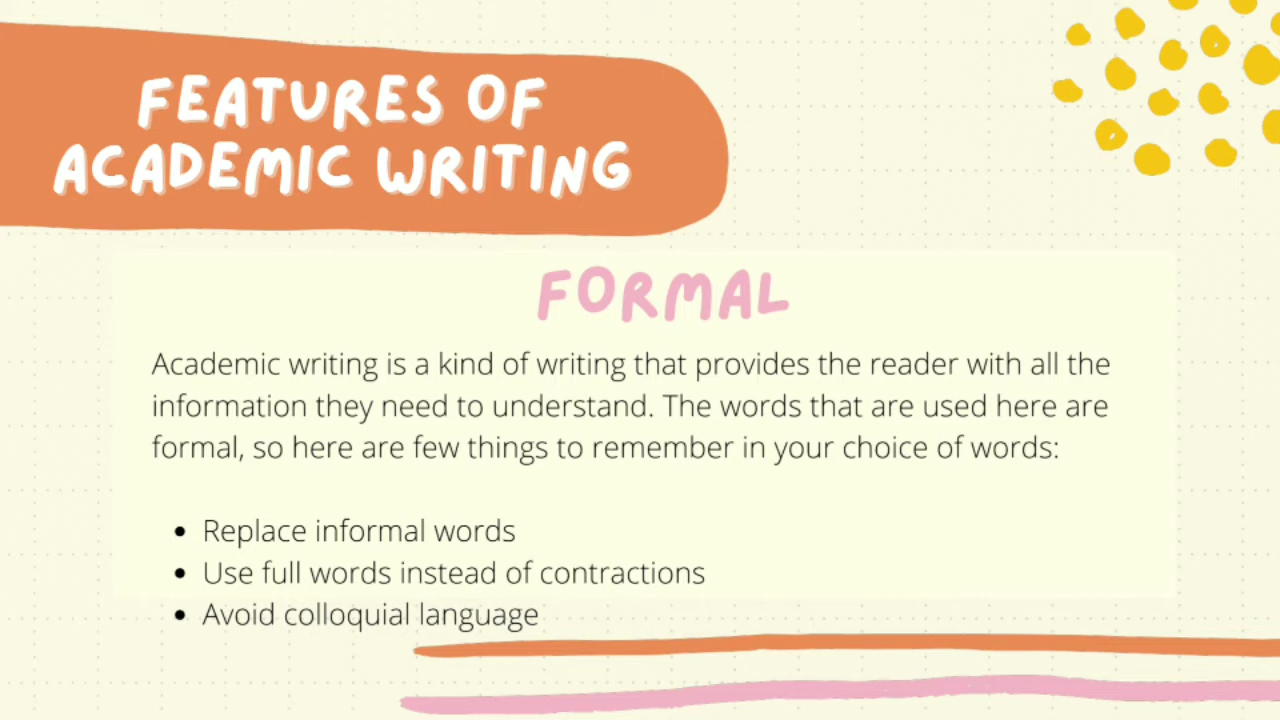 FEATURES OF
ACADEMIC WRITING
FORMAL
Academic writing is a kind of writing that provides the reader with all the
information they need to understand. The words that are used here are
formal, so here are few things to remember in your choice of words:
• Replace informal words
• Use full words instead of contractions
• Avoid colloquial language